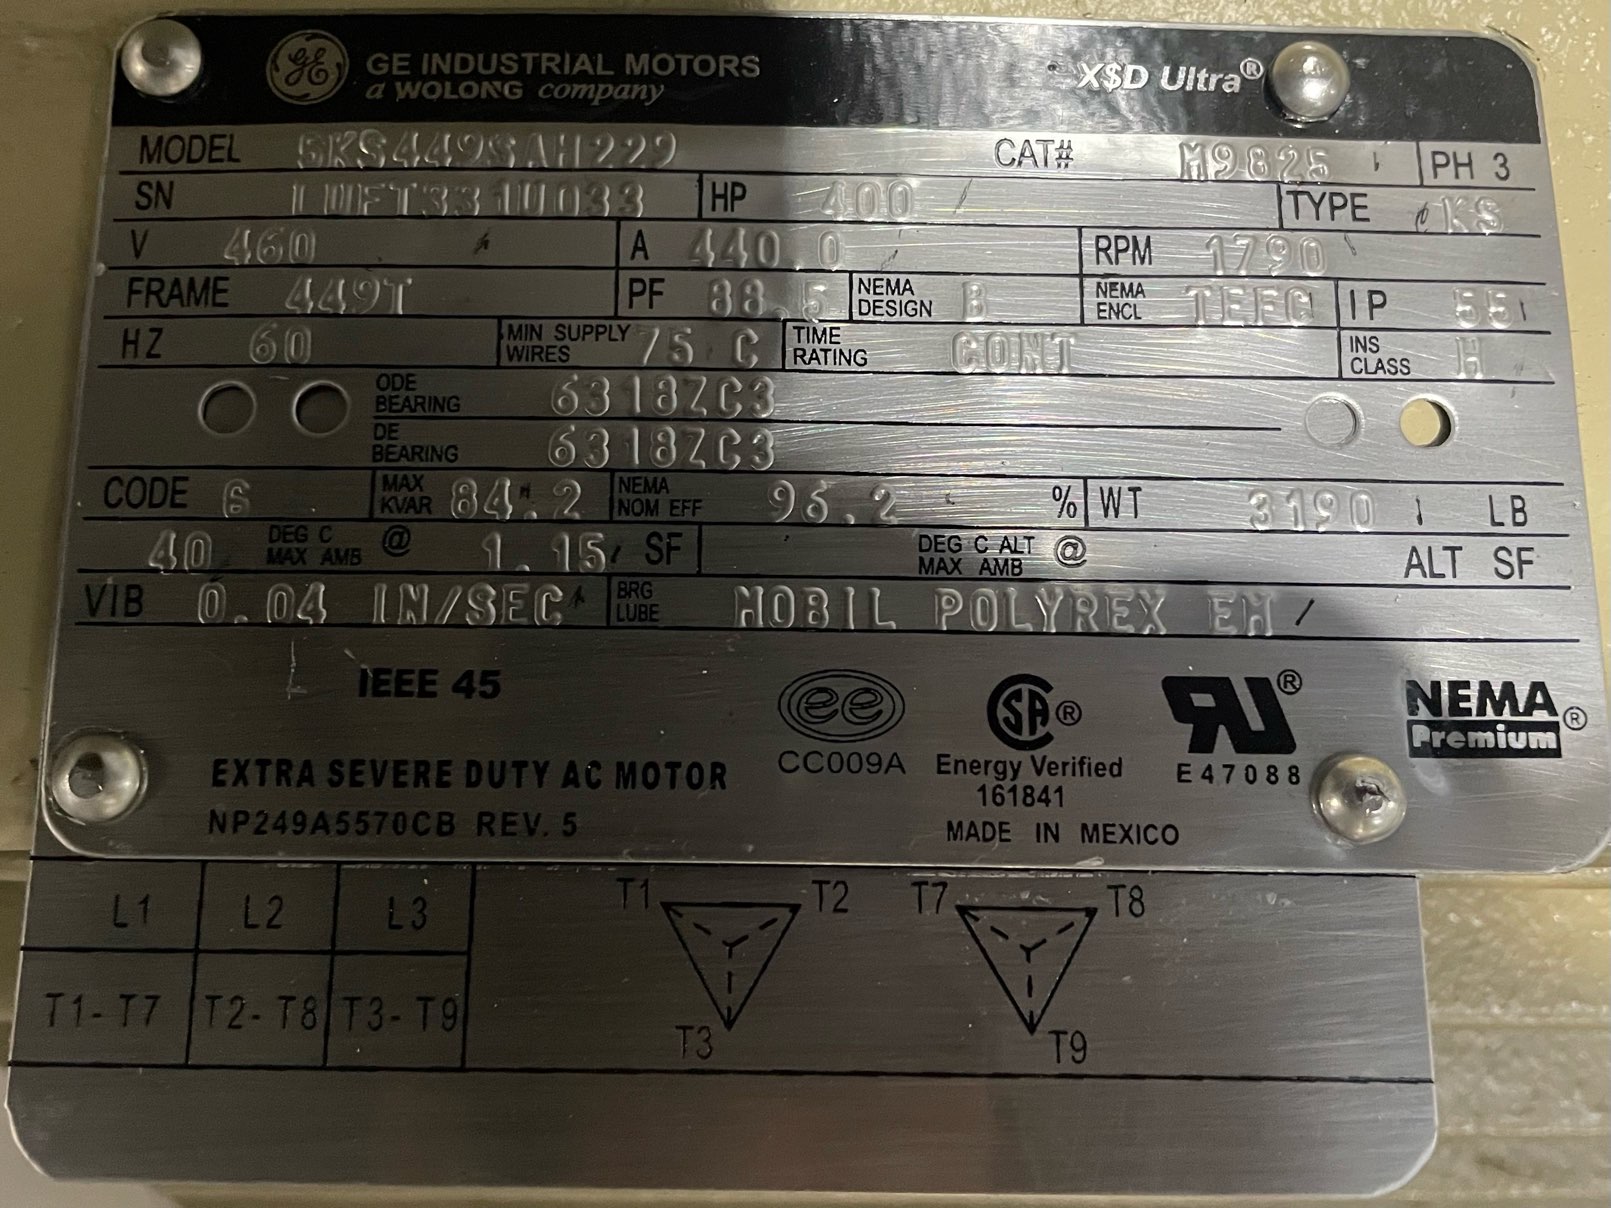 GE GE INDUSTRIAL MOTORS X$D Ultra®
a WOLONG company
MODEL 5KS449SAH229 CAT# M9825 PH 3
SN HP 400 TYPE KS
V 460 A 440.0 RPM 1790
FRAME 449T PF 88.5 NEMA DESIGN B NEMA ENCL TEFC IP 55
HZ 60 MIN SUPPLY WIRES 75 C TIME RATING CONT INS CLASS H
ODE BEARING 6318ZC3
DE BEARING 6318ZC3
CODE G MAX KVAR 84.2 NEMA NOM EFF 96.2 % WT 3190 LB
40 DEG C MAX AMB @ 1.15 SF DEG C ALT MAX AMB @ ALT SF
VIB 0.04 IN/SEC BRG LUBE MOBIL POLYREX EM
IEEE 45
EXTRA SEVERE DUTY AC MOTOR
NP249A5570CB REV. 5
ee
CC009A
SA®
Energy Verified
161841
MADE IN MEXICO
RU®
E47088
NEMA
Premium®
L1 L2 L3
T1-T7 T2-T8 T3-T9
T1 T2 T7 T8
T3 T9